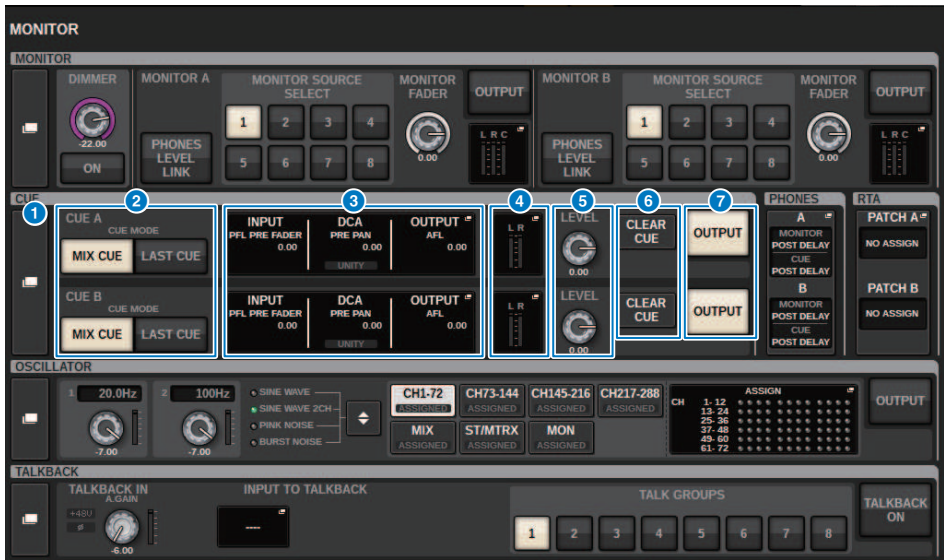 MONITOR
MONITOR
DIMMER
-22.00
ON
MONITOR A
PHONES
LEVEL
LINK
MONITOR SOURCE
SELECT
1 2 3 4
5 6 7 8
MONITOR
FADER
0.00
OUTPUT
L R C
MONITOR B
PHONES
LEVEL
LINK
MONITOR SOURCE
SELECT
1 2 3 4
5 6 7 8
MONITOR
FADER
0.00
OUTPUT
L R C
CUE
1 2 3 4 5 6 7
CUE A
CUE MODE
MIX CUE LAST CUE
INPUT
PFL PRE FADER
0.00
DCA
PRE PAN
0.00
UNITY
OUTPUT
AFL
0.00
L R
LEVEL
0.00
CLEAR
CUE
OUTPUT
CUE B
CUE MODE
MIX CUE LAST CUE
INPUT
PFL PRE FADER
0.00
DCA
PRE PAN
0.00
UNITY
OUTPUT
AFL
0.00
L R
LEVEL
0.00
CLEAR
CUE
OUTPUT
PHONES
A
MONITOR
POST DELAY
CUE
POST DELAY
B
MONITOR
POST DELAY
CUE
POST DELAY
RTA
PATCH A
NO ASSIGN
PATCH B
NO ASSIGN
OSCILLATOR
1 20.0Hz
-7.00
2 100Hz
-7.00
SINE WAVE
SINE WAVE 2CH
PINK NOISE
BURST NOISE
CH1-72 CH73-144 CH145-216 CH217-288
ASSIGNED ASSIGNED ASSIGNED ASSIGNED
MIX ST/MTRX MON
ASSIGNED ASSIGNED ASSIGNED
ASSIGN
CH 1- 12
13- 24
25- 36
37- 48
49- 60
61- 72
OUTPUT
TALKBACK
TALKBACK IN
A.GAIN
+48V
ø
-6.00
INPUT TO TALKBACK
----
TALK GROUPS
1 2 3 4 5 6 7 8
TALKBACK
ON